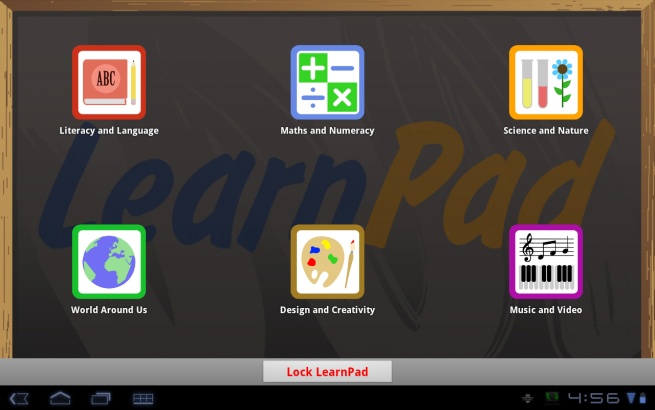 ABC
Literacy and Language
Maths and Numeracy
Science and Nature
LearnPad
World Around Us
Design and Creativity
Music and Video
Lock LearnPad
4:56